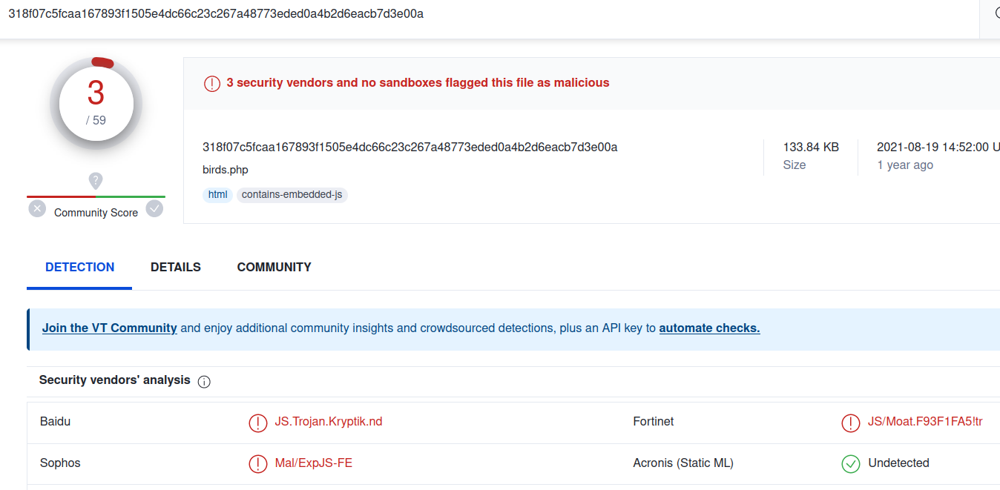 318f07c5fcaa167893f1505e4dc66c23c267a48773eded0a4b2d6eacb7d3e00a
3
/ 59
? 
Community Score
3 security vendors and no sandboxes flagged this file as malicious
318f07c5fcaa167893f1505e4dc66c23c267a48773eded0a4b2d6eacb7d3e00a
birds.php
html contains-embedded-js
133.84 KB
Size
2021-08-19 14:52:00 U
1 year ago
DETECTION DETAILS COMMUNITY
Join the VT Community and enjoy additional community insights and crowdsourced detections, plus an API key to automate checks.
Security vendors' analysis
Baidu JS.Trojan.Kryptik.nd Fortinet JS/Moat.F93F1FA5!tr
Sophos Mal/ExpJS-FE Acronis (Static ML) Undetected